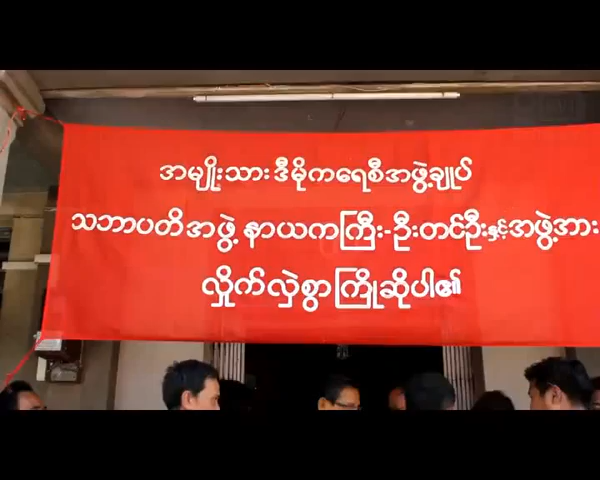 အမျိုးသား ဒီမိုကရေစီအဖွဲ့ချုပ်
သဘာပတိအဖွဲ့ နာယကကြီး-ဦးတင်ဦးနှင့်အဖွဲ့အား
လှိုက်လှဲစွာကြိုဆိုပါ၏